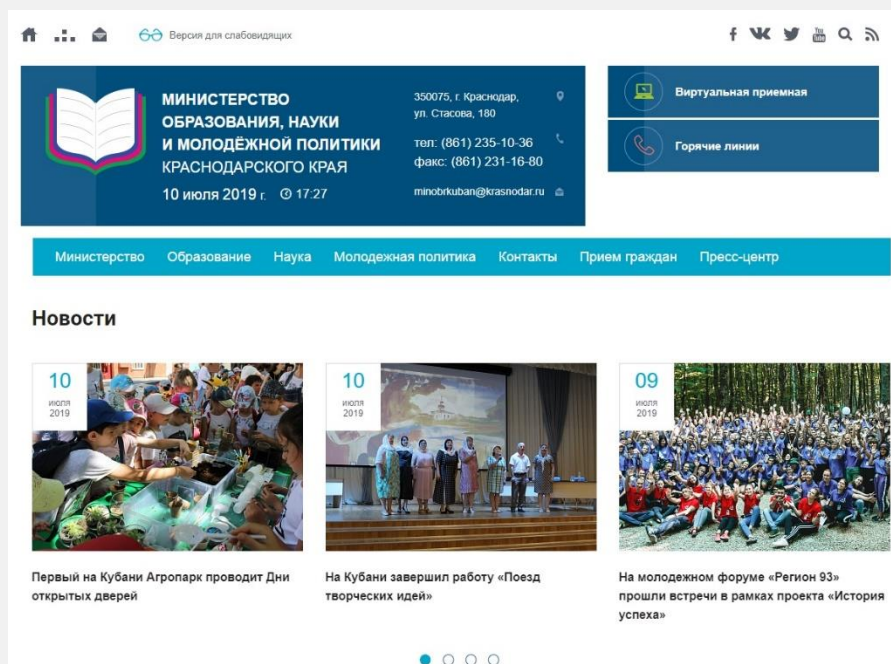 Версия для слабовидящих
f
You
Tube
МИНИСТЕРСТВО
ОБРАЗОВАНИЯ, НАУКИ
И МОЛОДЁЖНОЙ ПОЛИТИКИ
КРАСНОДАРСКОГО КРАЯ
10 июля 2019 г. 17:27
350075, г. Краснодар,
ул. Стасова, 180
тел: (861) 235-10-36
факс: (861) 231-16-80
minobrkuban@krasnodar.ru
Виртуальная приемная
Горячие линии
Министерство Образование Наука Молодежная политика Контакты Прием граждан Пресс-центр
Новости
10
июля
2019
Первый на Кубани Агропарк проводит Дни
открытых дверей
10
июля
2019
На Кубани завершил работу «Поезд
творческих идей»
09
июля
2019
На молодежном форуме «Регион 93»
прошли встречи в рамках проекта «История
успеха»